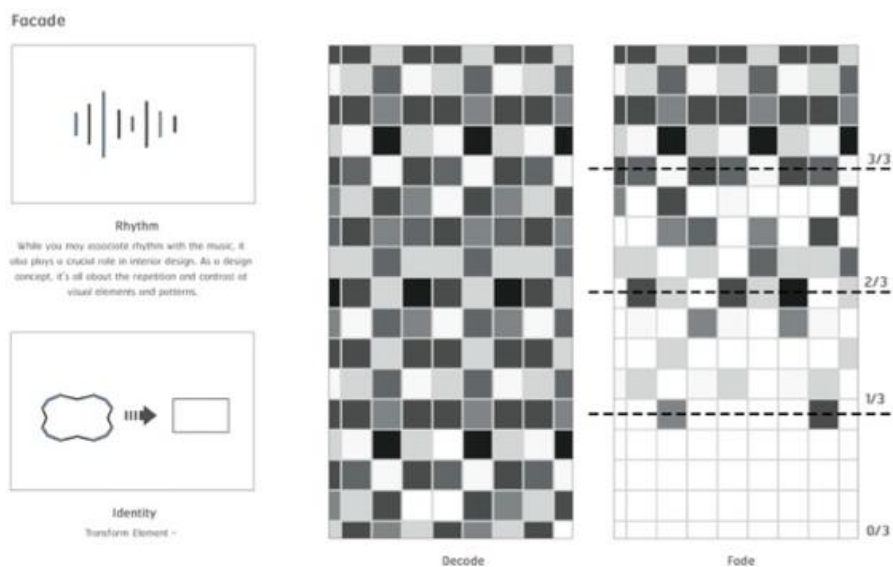 Facade
Rhythm
While you may associate rhythm with the music, it
also plays a crucial role in interior design. As a design
concept, it's all about the repetition and contrast of
visual elements and patterns.
Identity
Transform Element -
Decode
3/3
2/3
1/3
0/3
Fade